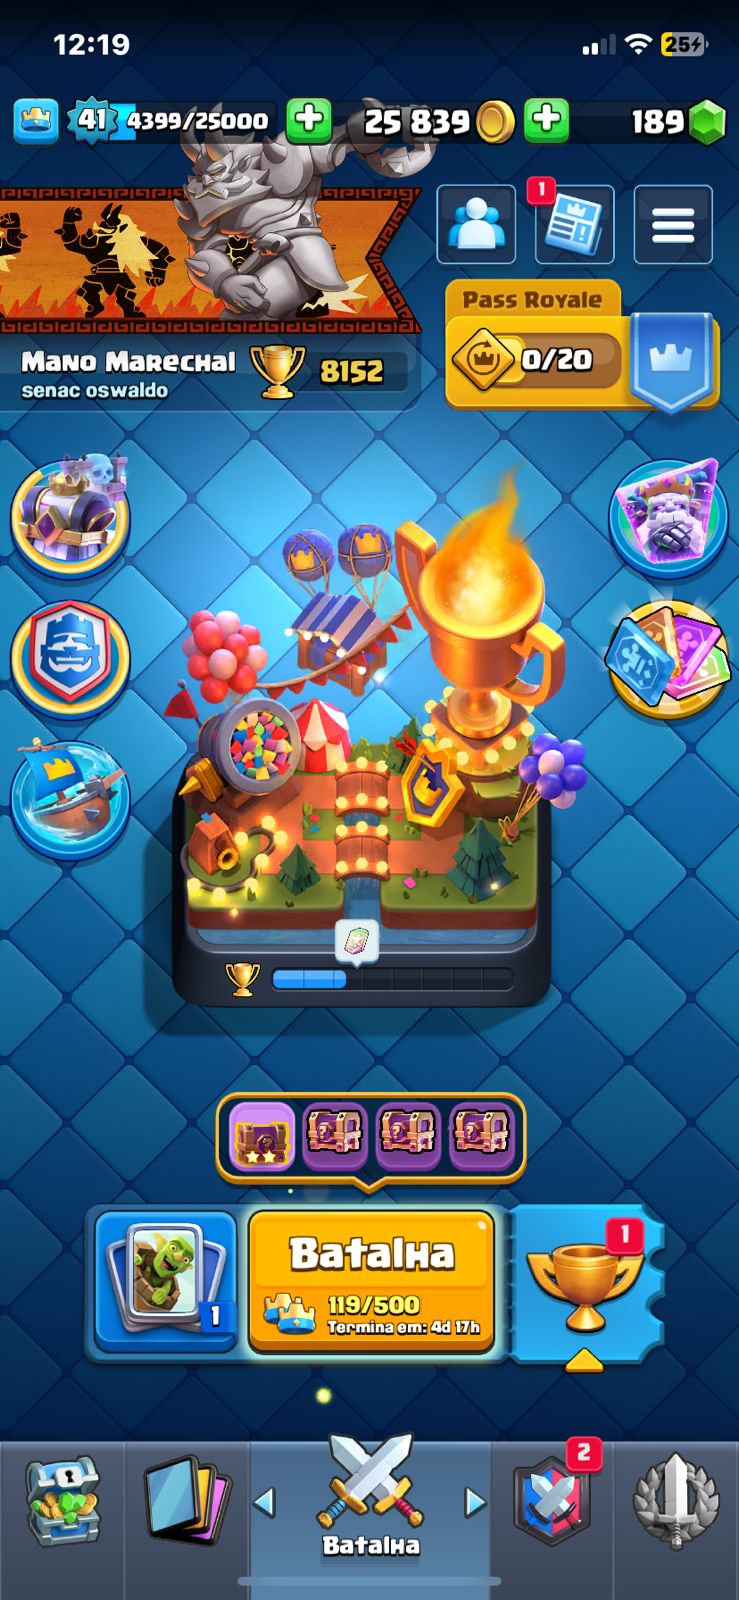 12:19
25
41
4399/25000
25 839
189
1
Pass Royale
0/20
Mano Marechal
8152
senac oswaldo
Batalha
1
119/500
1
Termina em: 4d 17h
2
Batalha